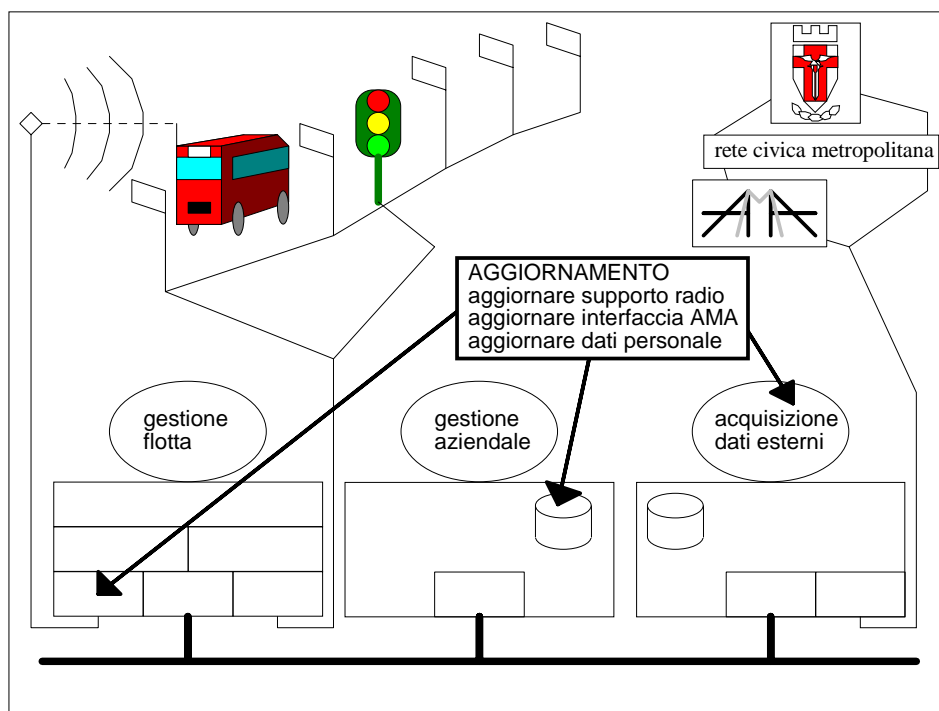 rete civica metropolitana
AGGIORNAMENTO
aggiornare supporto radio
aggiornare interfaccia AMA
aggiornare dati personale
gestione
flotta
gestione
aziendale
acquisizione
dati esterni